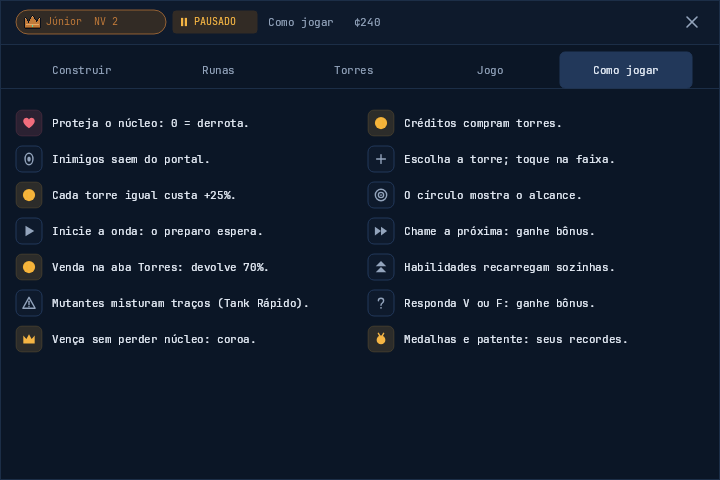 Júnior NV 2
PAUSADO
Como jogar
¢240
Construir
Runas
Torres
Jogo
Como jogar
Proteja o núcleo: 0 = derrota.
Créditos compram torres.
Inimigos saem do portal.
Escolha a torre; toque na faixa.
Cada torre igual custa +25%.
O círculo mostra o alcance.
Inicie a onda: o preparo espera.
Chame a próxima: ganhe bônus.
Venda na aba Torres: devolve 70%.
Habilidades recarregam sozinhas.
Mutantes misturam traços (Tank Rápido).
Responda V ou F: ganhe bônus.
Vença sem perder núcleo: coroa.
Medalhas e patente: seus recordes.